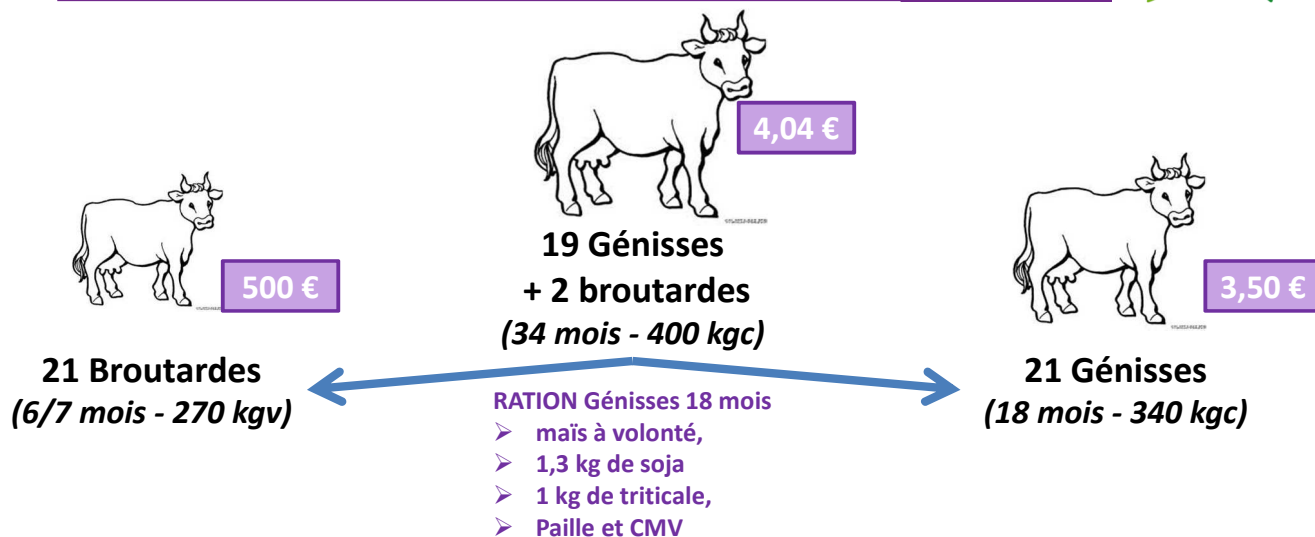 4,04 €
19 Génisses
+ 2 broutardes
(34 mois - 400 kgc)
500 €
21 Broutardes
(6/7 mois - 270 kgv)
3,50 €
21 Génisses
(18 mois - 340 kgc)
RATION Génisses 18 mois
➢ maïs à volonté,
➢ 1,3 kg de soja
➢ 1 kg de triticale,
➢ Paille et CMV